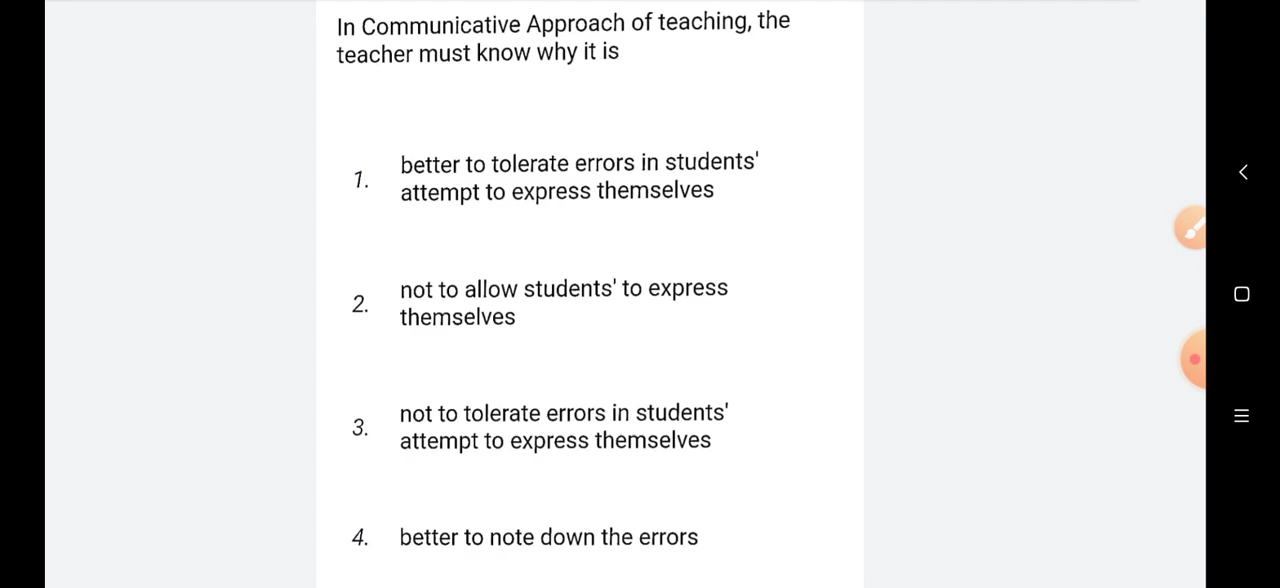 In Communicative Approach of teaching, the
teacher must know why it is
1. better to tolerate errors in students'
attempt to express themselves
2. not to allow students' to express
themselves
3. not to tolerate errors in students'
attempt to express themselves
4. better to note down the errors